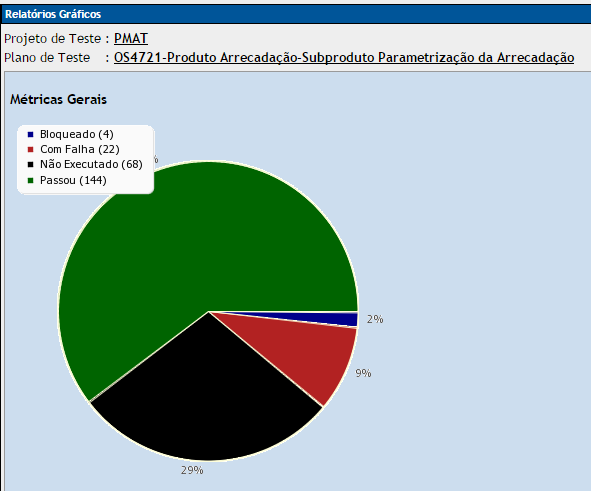 Relatórios Gráficos
Projeto de Teste : PMAT
Plano de Teste : OS4721-Produto Arrecadação-Subproduto Parametrização da Arrecadação
Métricas Gerais
Bloqueado (4)
Com Falha (22)
Não Executado (68)
Passou (144)
%
2%
9%
29%